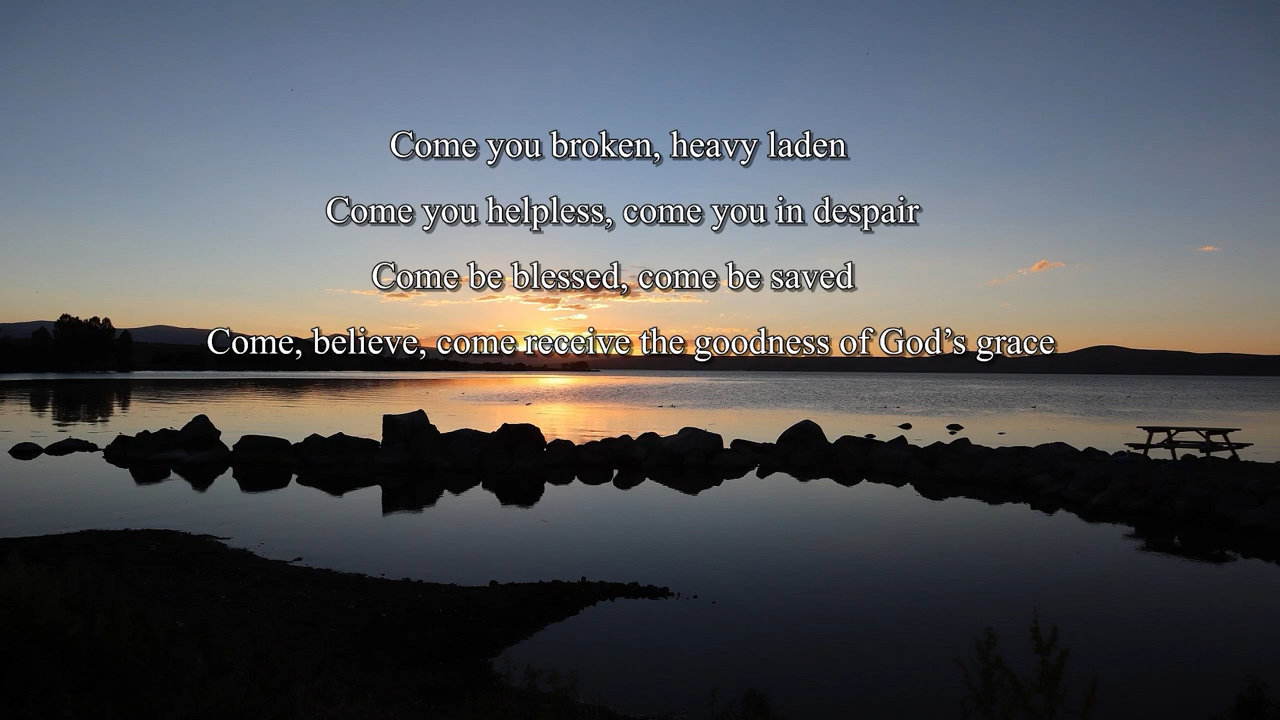 Come you broken, heavy laden
Come you helpless, come you in despair
Come be blessed, come be saved
Come, believe, come receive the goodness of God’s grace